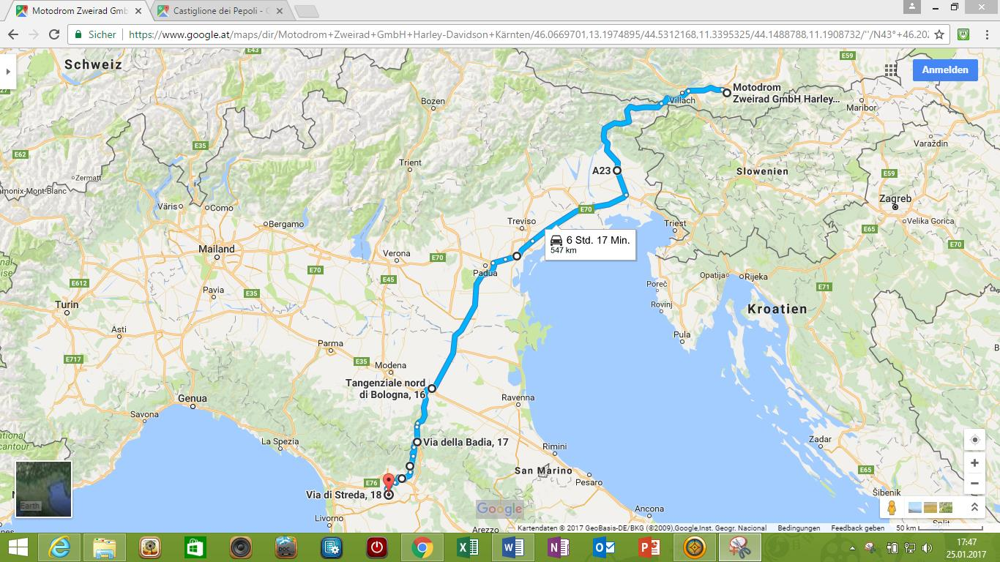 Motodrom Zweirad Gmb
Castiglione dei Pepoli - G
Sicher
https://www.google.at/maps/dir/Motodrom+Zweirad+GmbH+Harley-Davidson+Kärnten/46.0669701,13.1974895/44.5312168,11.3395325/44.1488788,11.1908732/''/N43°+46.202
Schweiz
E43
E59
Anmelden
Bozen
Motodrom
Zweirad GmbH Harley...
Villach
Maribor
E62
E35
Varaždin
Trient
A23
Slowenien
E59
Zermatt
amonix-Mont-Blanc
Väris
Como
Zagreb
E70
Bergamo
Treviso
Triest
Velika Gorica
E65
6 Std. 17 Min.
547 km
Mailand
Verona
E70
E70
Padua
E70
Opatija
Rijeka
E45
E612
Poreč
E71
Pavia
E35
Turin
Rovinj
Kroatien
Asti
Pula
Parma
E717
E35
Modena
Tangenziale nord
di Bologna, 16
Genua
Ravenna
Savona
La Spezia
Via della Badia, 17
Zadar
Rimini
San Marino
E65
E76
Pesaro
Via di Streda, 18
Šibenik
Earth
Google
Ancona
Livorno
Arezzo
Split
Kartendaten © 2017 GeoBasis-DE/BKG (©2009),Google,Inst. Geogr. Nacional
Bedingungen
Feedback geben
50 km
DOC
17:47
25.01.2017